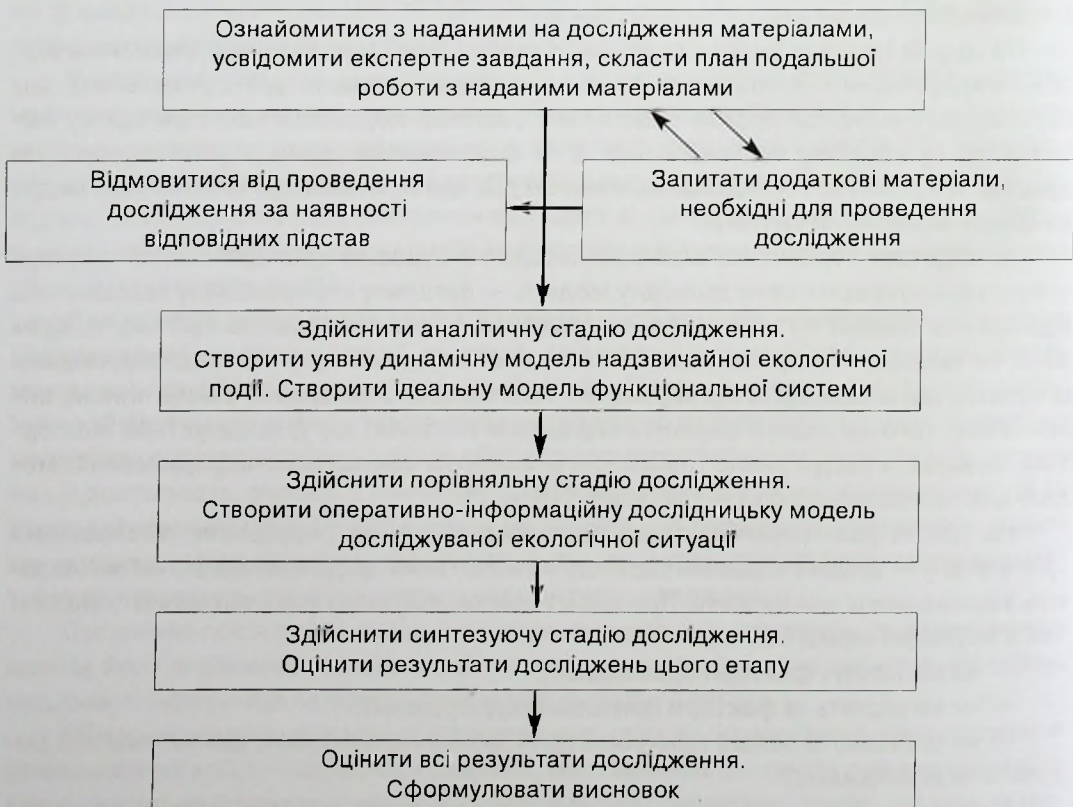 Ознайомитися з наданими на дослідження матеріалами,
усвідомити експертне завдання, скласти план подальшої
роботи з наданими матеріалами
Відмовитися від проведення
дослідження за наявності
відповідних підстав
Запитати додаткові матеріали,
необхідні для проведення
дослідження
Здійснити аналітичну стадію дослідження.
Створити уявну динамічну модель надзвичайної екологічної
події. Створити ідеальну модель функціональної системи
Здійснити порівняльну стадію дослідження.
Створити оперативно-інформаційну дослідницьку модель
досліджуваної екологічної ситуації
Здійснити синтезуючу стадію дослідження.
Оцінити результати досліджень цього етапу
Оцінити всі результати дослідження.
Сформулювати висновок